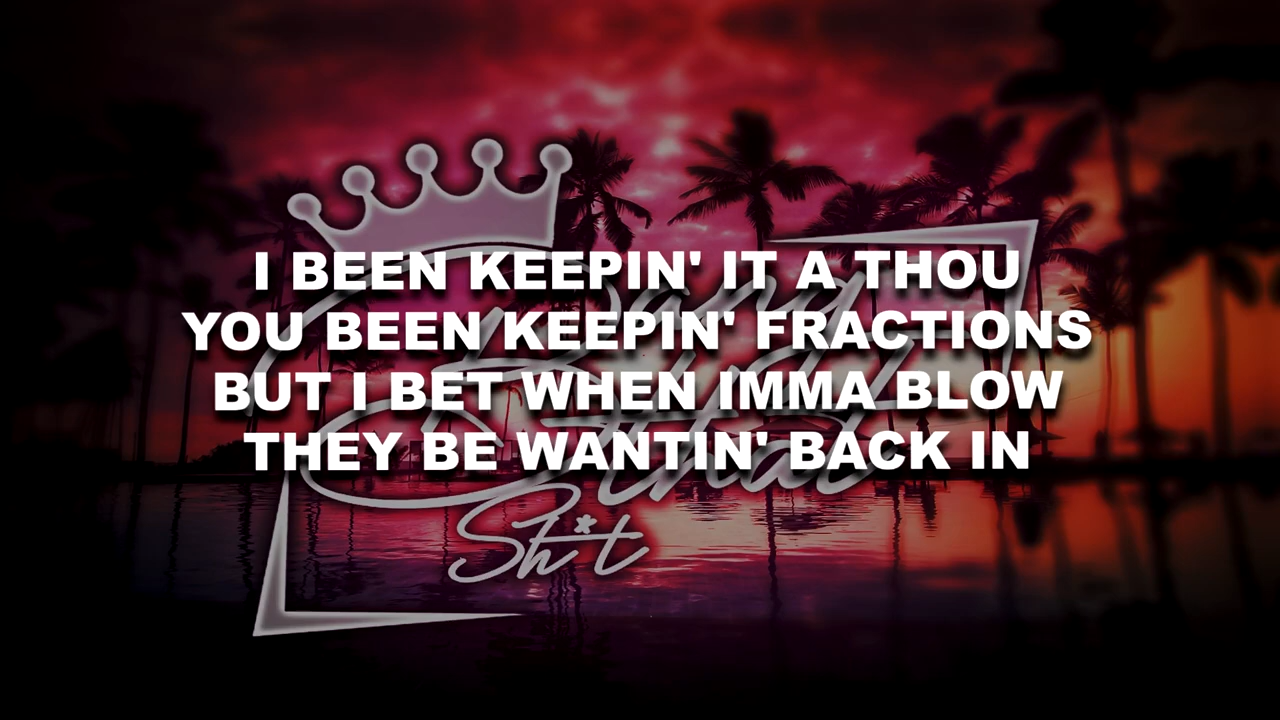 I BEEN KEEPIN' IT A THOU
YOU BEEN KEEPIN' FRACTIONS
BUT I BET WHEN IMMA BLOW
THEY BE WANTIN' BACK IN
Sh*t